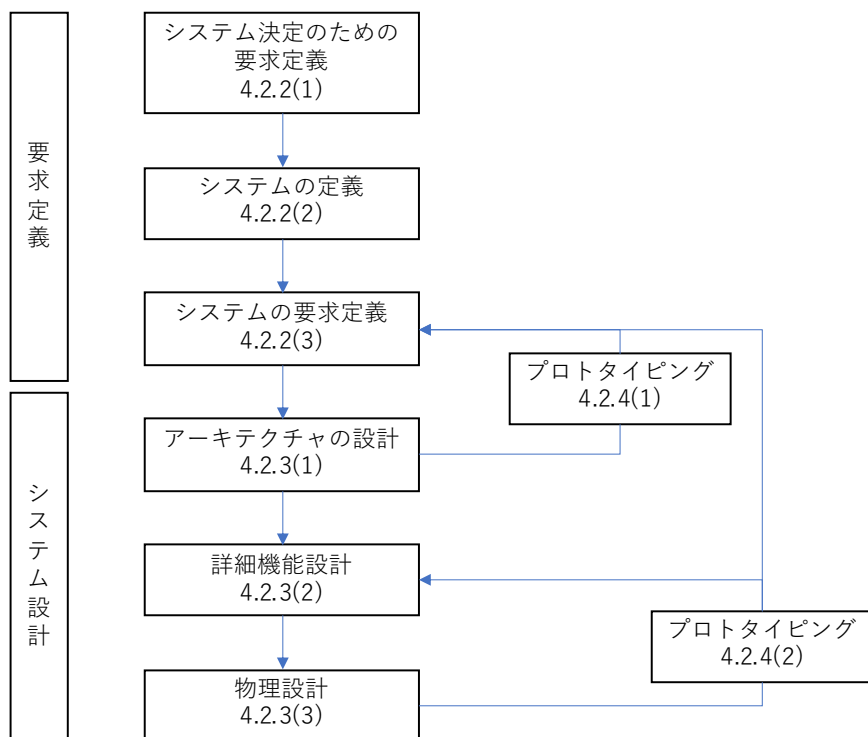 要求定義
システム決定のための
要求定義
4.2.2(1)
システムの定義
4.2.2(2)
システムの要求定義
4.2.2(3)
プロトタイピング
4.2.4(1)
システム設計
アーキテクチャの設計
4.2.3(1)
詳細機能設計
4.2.3(2)
プロトタイピング
4.2.4(2)
物理設計
4.2.3(3)